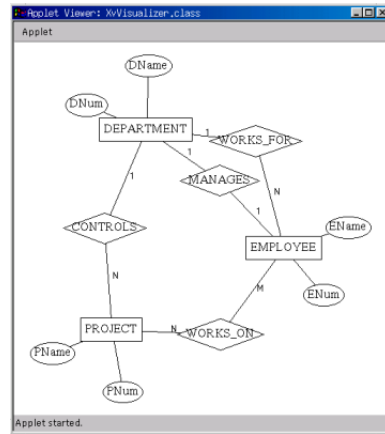 Applet Viewer: XvVisualizer.class
Applet
DName
DNum
DEPARTMENT
1
WORKS_FOR
1
MANAGES
1
N
CONTROLS
1
EName
EMPLOYEE
N
M
ENum
PROJECT
N
WORKS_ON
PName
PNum
Applet started.